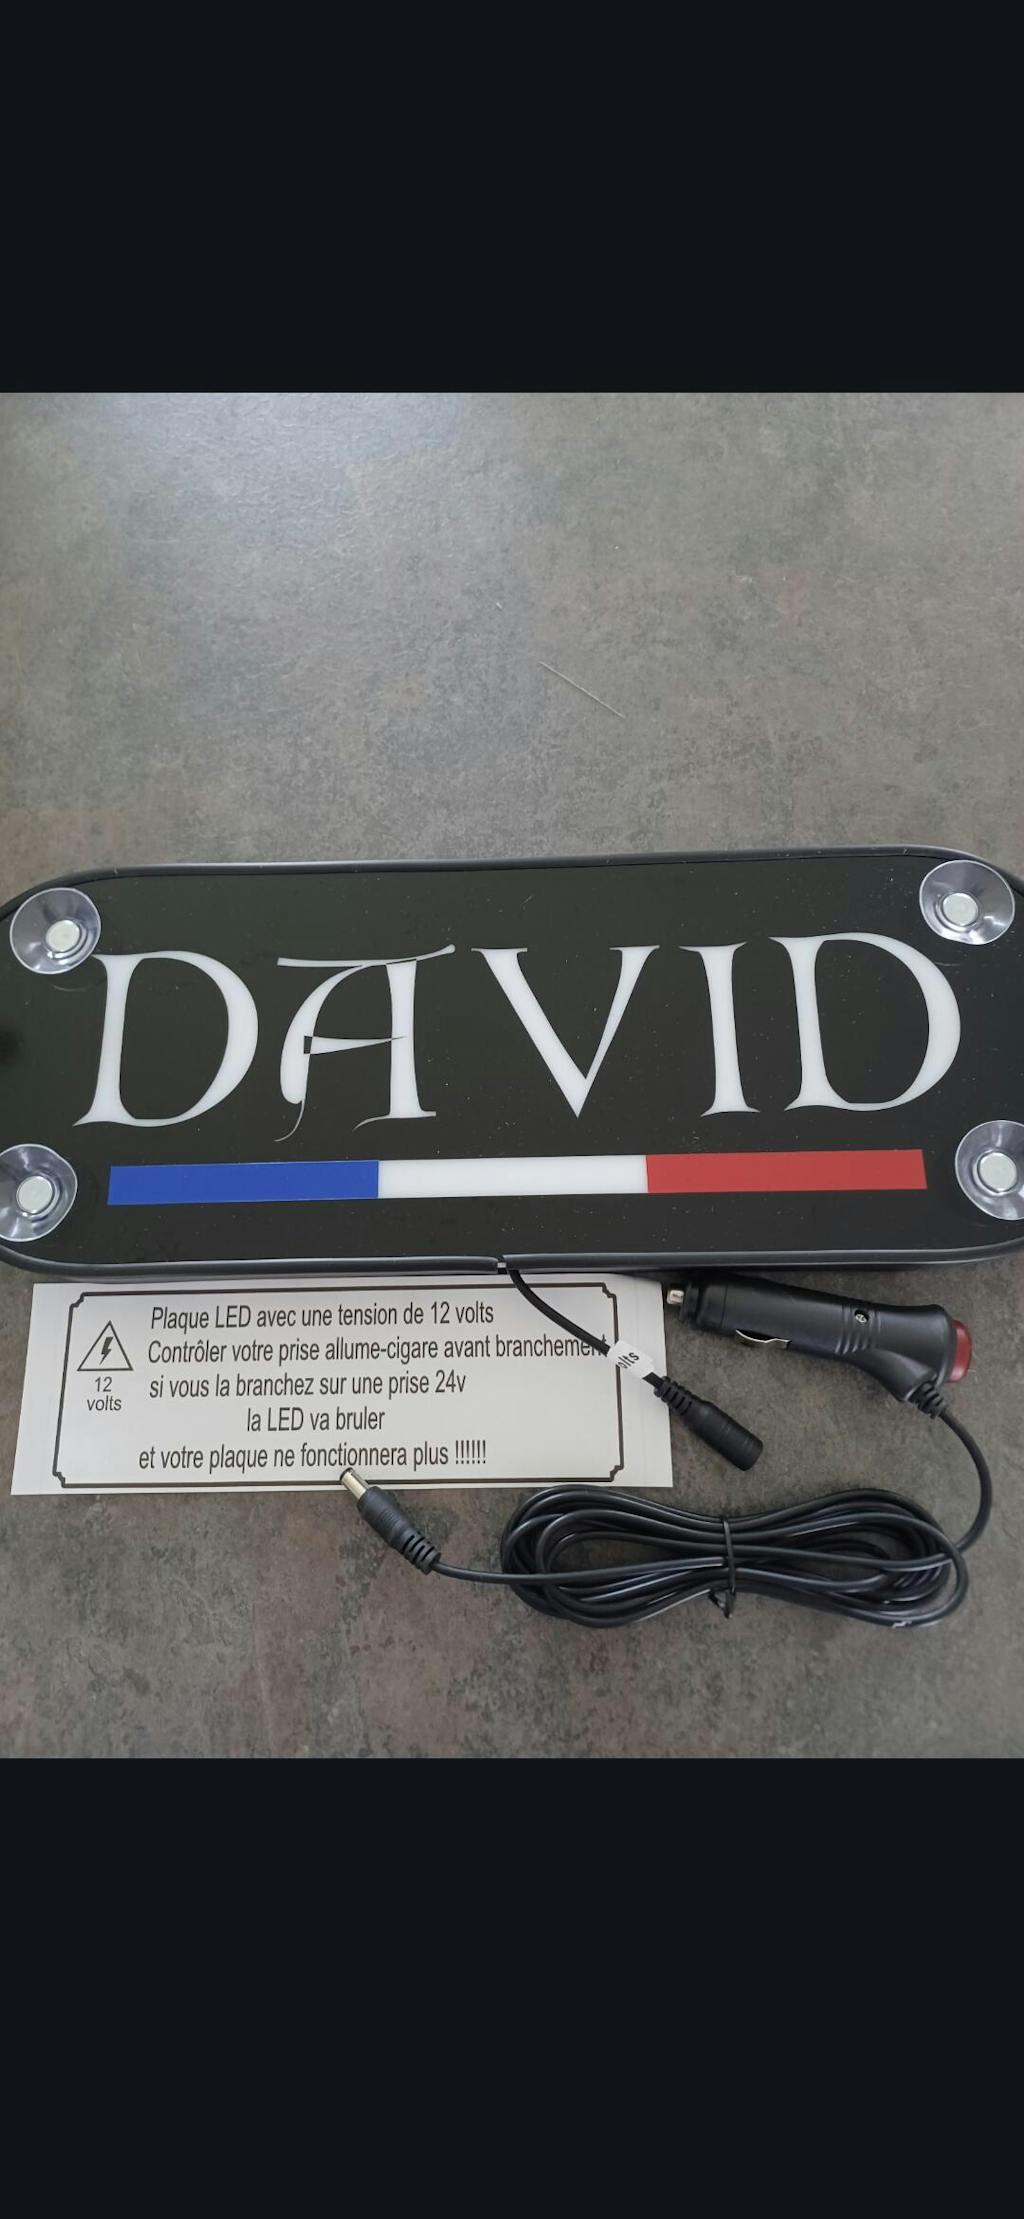 DAVID
Plaque LED avec une tension de 12 volts
Contrôler votre prise allume-cigare avant branchement
si vous la branchez sur une prise 24v
la LED va bruler
et votre plaque ne fonctionnera plus !!!!!!
12
volts